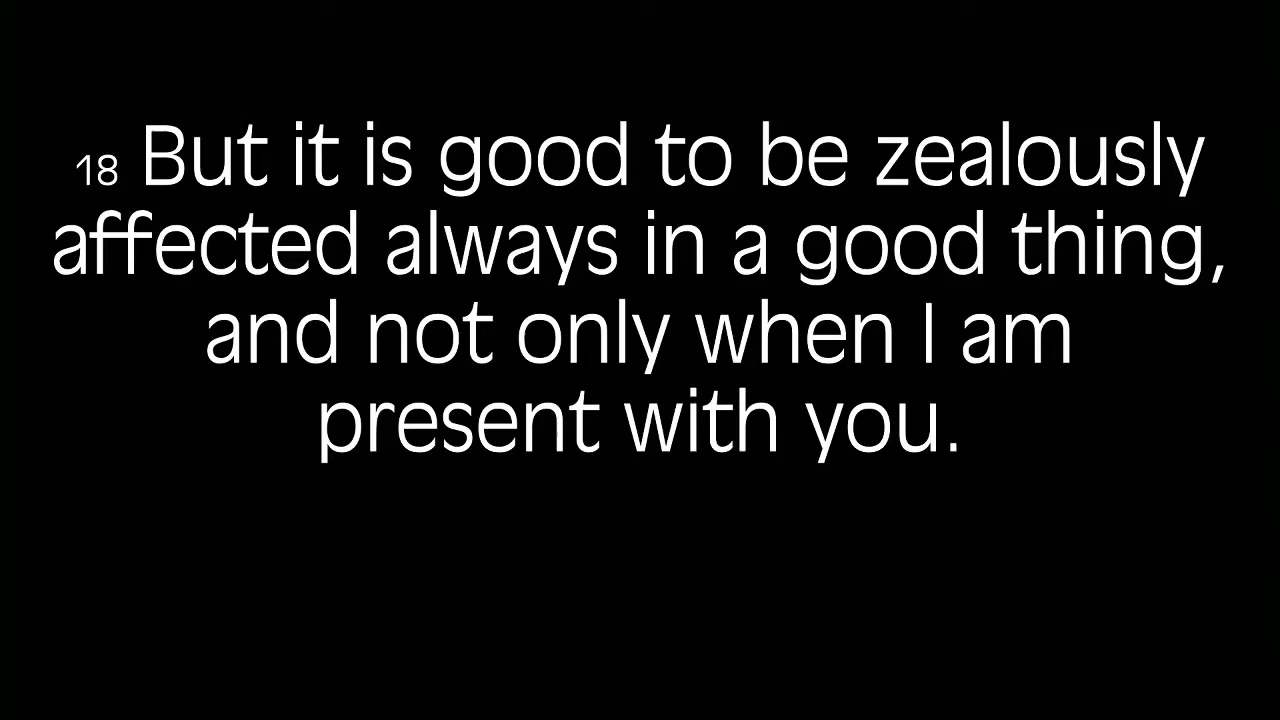 18 But it is good to be zealously
affected always in a good thing,
and not only when I am
present with you.